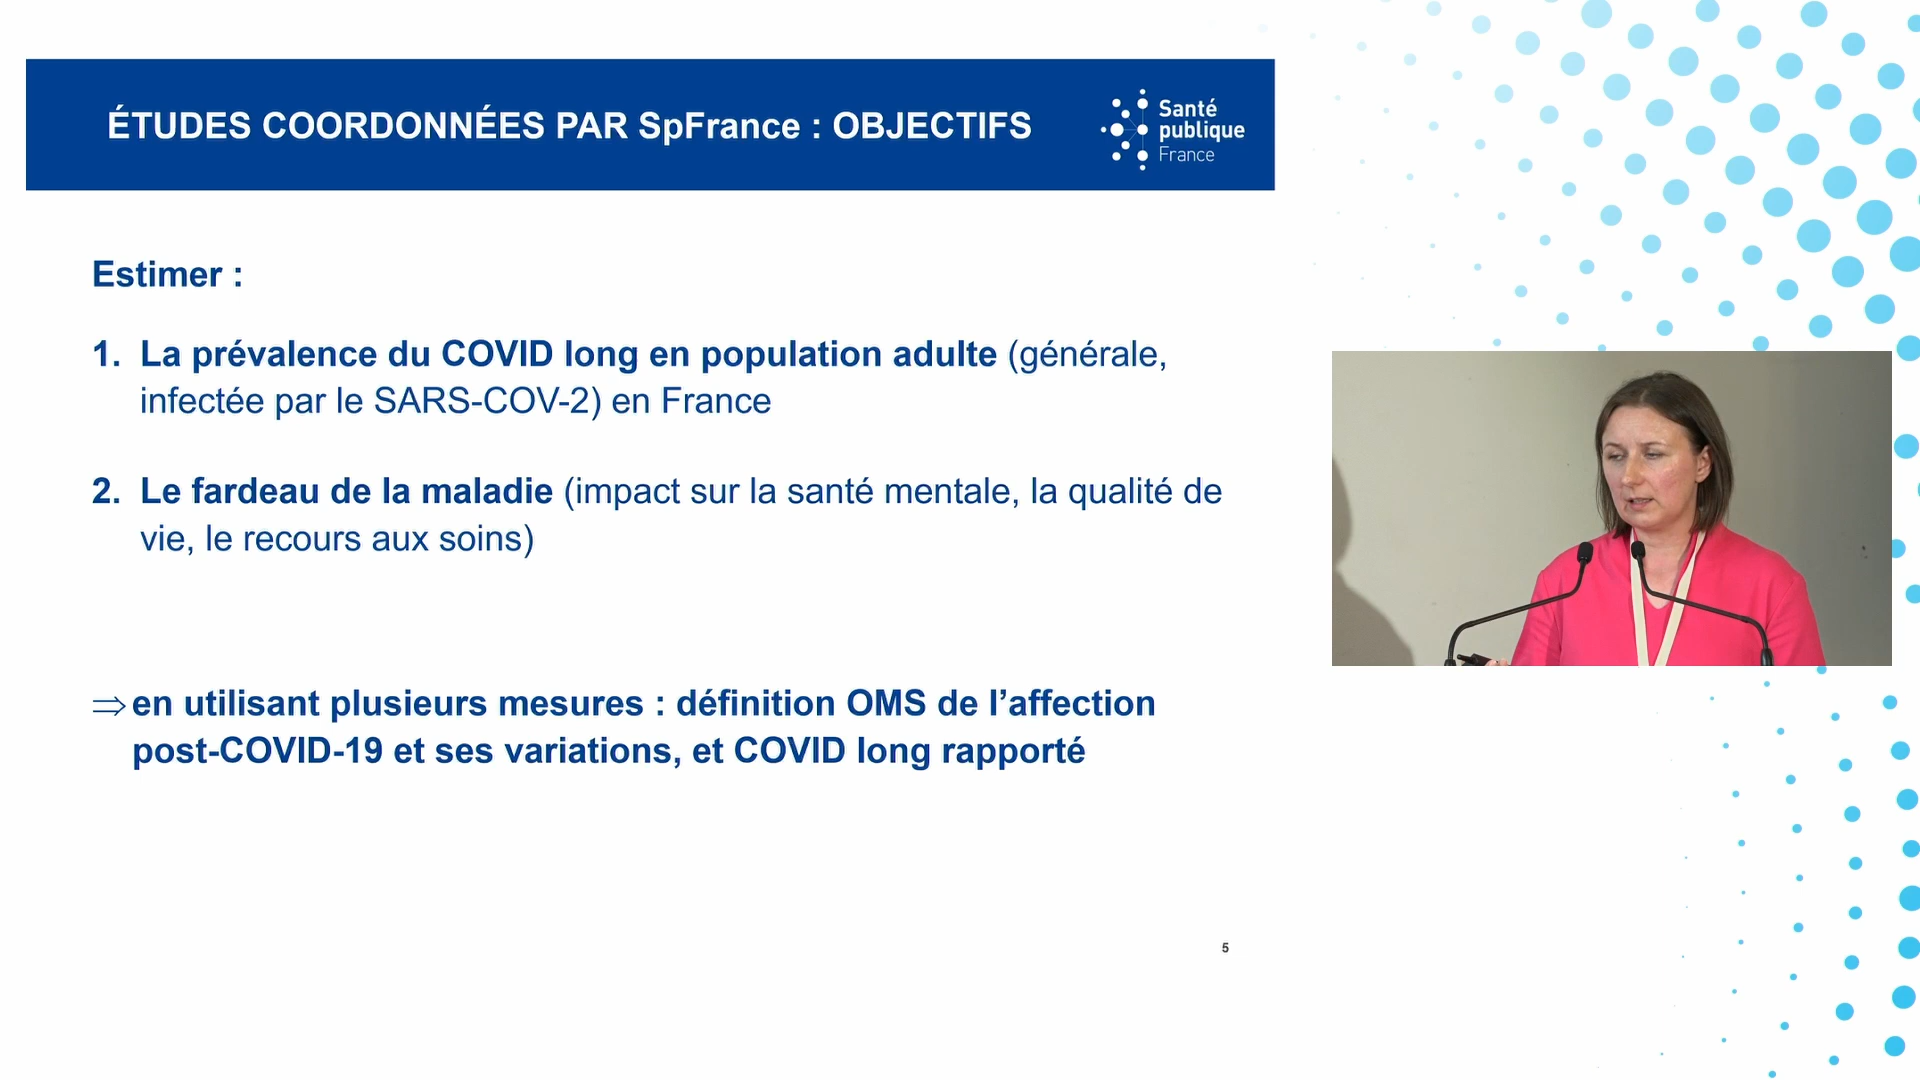 ÉTUDES COORDONNÉES PAR SpFrance : OBJECTIFS
Santé
publique
France
Estimer :
1. La prévalence du COVID long en population adulte (générale,
infectée par le SARS-COV-2) en France
2. Le fardeau de la maladie (impact sur la santé mentale, la qualité de
vie, le recours aux soins)
⇒ en utilisant plusieurs mesures : définition OMS de l’affection
post-COVID-19 et ses variations, et COVID long rapporté
5